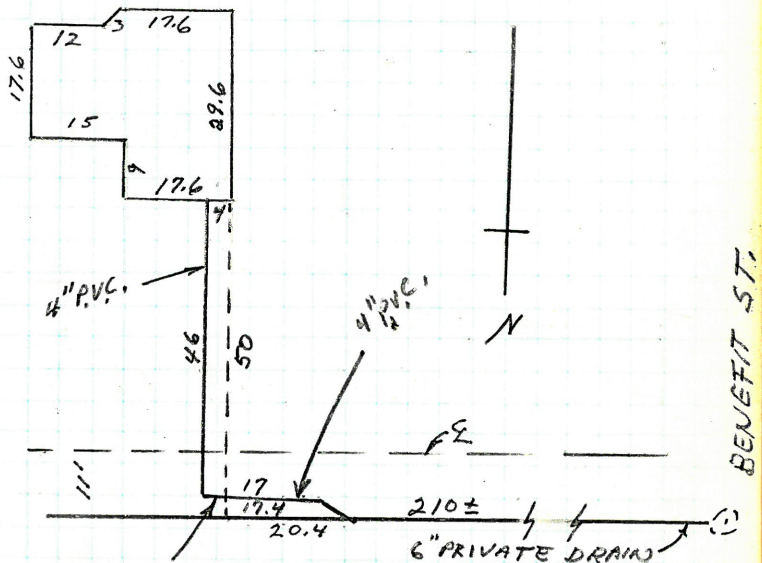 12 3 17.6
17.6
29.6
15
9
17.6
4'
4" P.V.C.
4" P.V.C.
N
46
50
BENEFIT ST.
℄
11'
17
17.4
20.4
210 ±
6" PRIVATE DRAIN